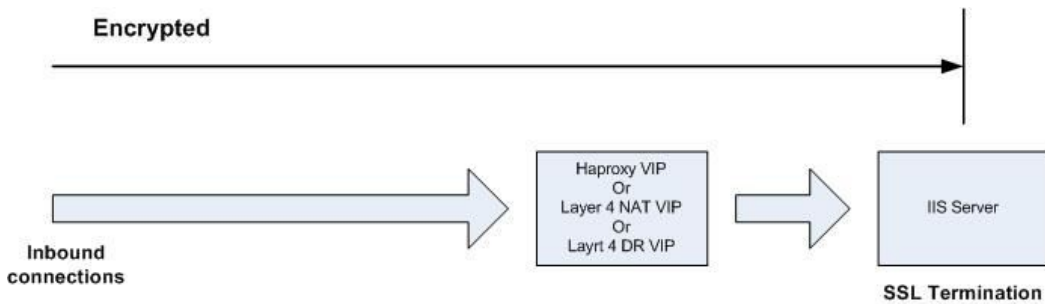 Encrypted
Haproxy VIP
Or
Layer 4 NAT VIP
Or
Layrt 4 DR VIP
IIS Server
Inbound
connections
SSL Termination